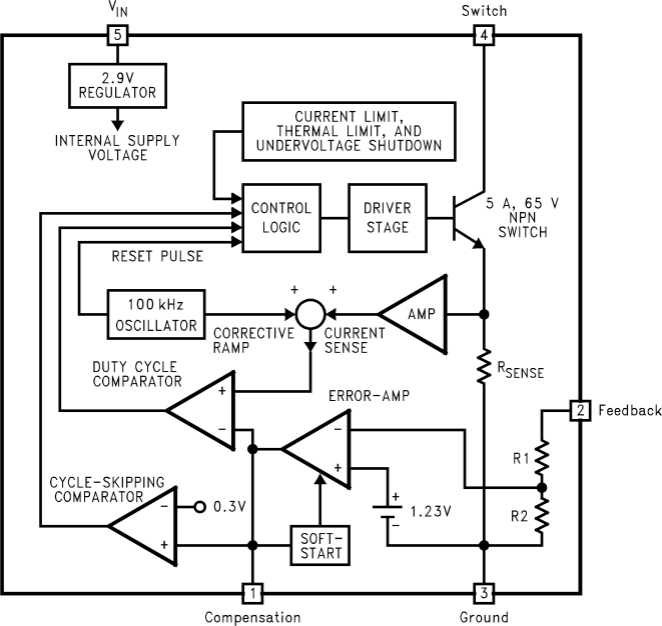 VIN
Switch
5
4
2.9V
REGULATOR
INTERNAL SUPPLY
VOLTAGE
CURRENT LIMIT,
THERMAL LIMIT, AND
UNDERVOLTAGE SHUTDOWN
CONTROL
LOGIC
DRIVER
STAGE
5 A, 65 V
NPN
SWITCH
RESET PULSE
100 kHz
OSCILLATOR
+
+
AMP
CORRECTIVE
RAMP
CURRENT
SENSE
RSENSE
DUTY CYCLE
COMPARATOR
+
−
ERROR-AMP
−
+
2
Feedback
R1
R2
CYCLE-SKIPPING
COMPARATOR
−
+
0.3V
+
−
1.23V
SOFT-
START
1
3
Compensation
Ground